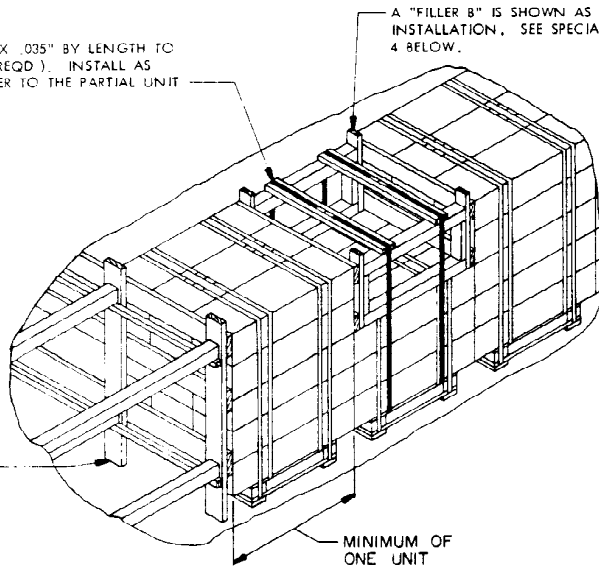 A "FILLER B" IS SHOWN AS
INSTALLATION. SEE SPECIA
4 BELOW.
X .035" BY LENGTH TO
REQD ). INSTALL AS
ER TO THE PARTIAL UNIT
MINIMUM OF
ONE UNIT